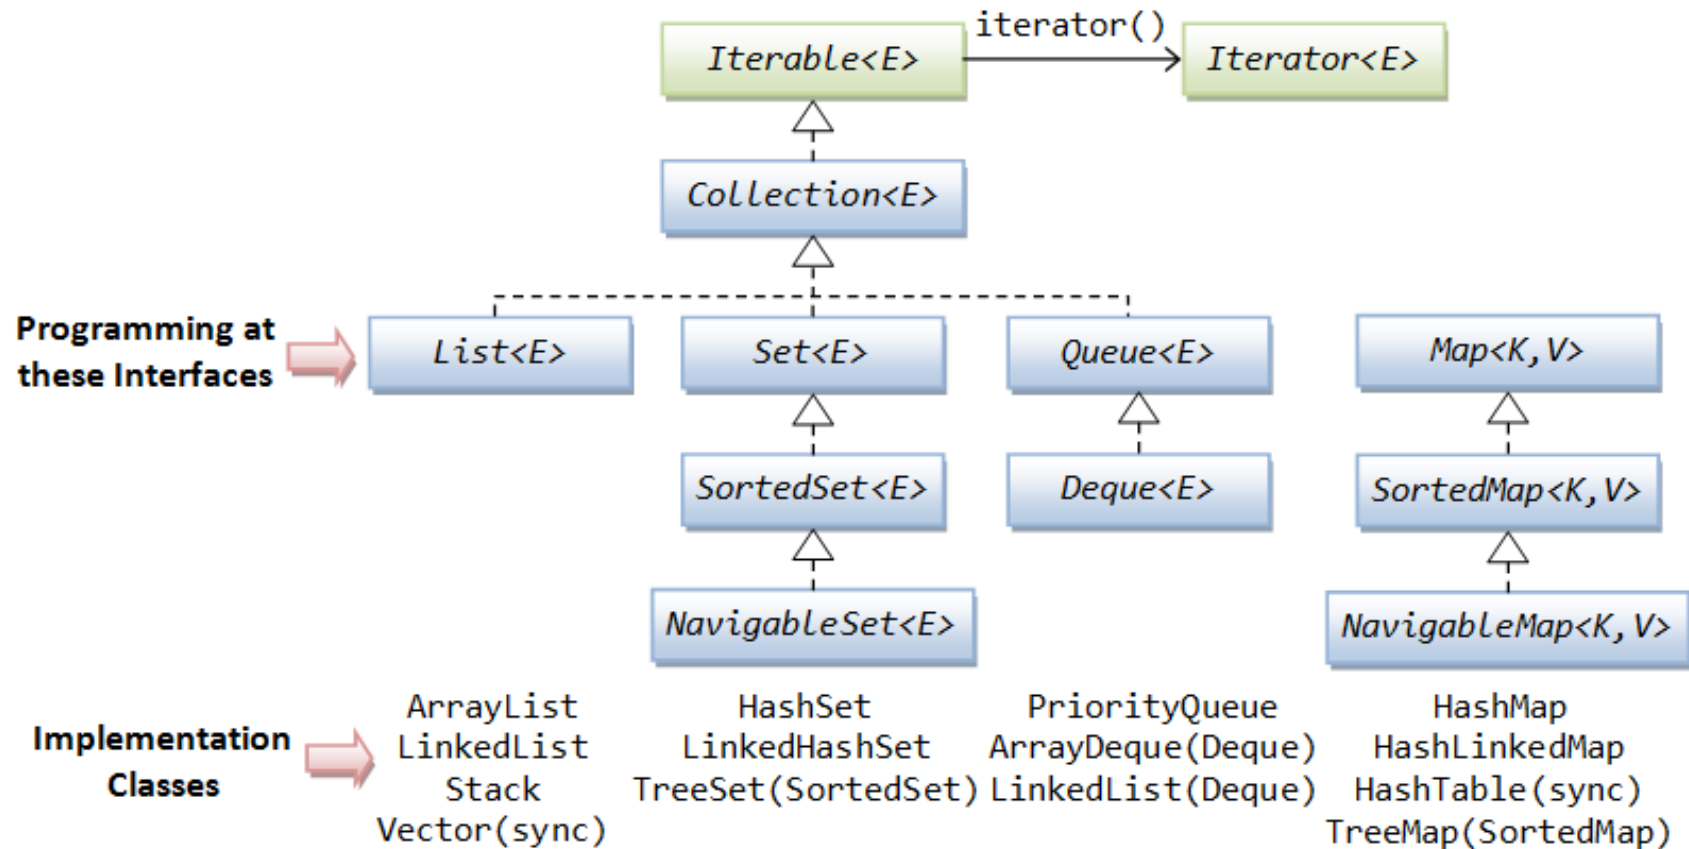 iterator()
Iterable<E>
Iterator<E>
Collection<E>
Programming at
these Interfaces
List<E>
Set<E>
Queue<E>
Map<K,V>
SortedSet<E>
Deque<E>
SortedMap<K,V>
NavigableSet<E>
NavigableMap<K,V>
Implementation
Classes
ArrayList
LinkedList
Stack
Vector(sync)
HashSet
LinkedHashSet
TreeSet(SortedSet)
PriorityQueue
ArrayDeque(Deque)
LinkedList(Deque)
HashMap
HashLinkedMap
HashTable(sync)
TreeMap(SortedMap)